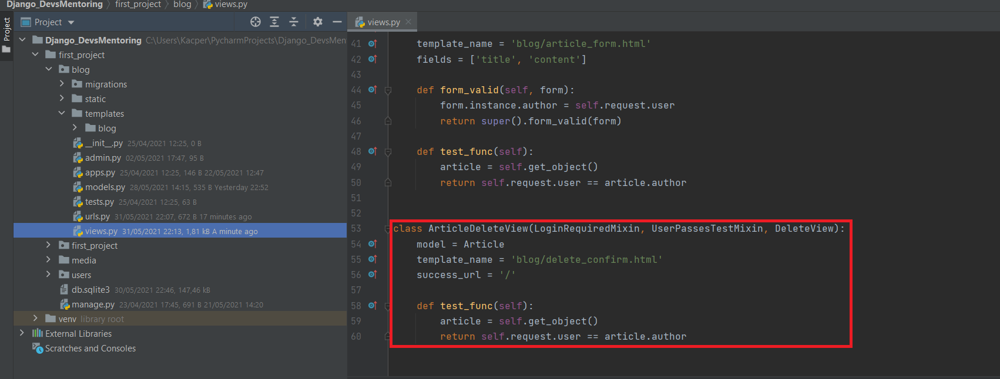 Django_DevsMentoring first_project blog views.py
Project
Project
Django_DevsMentoring C:\Users\Kacper\PycharmProjects\Django_DevsMen
first_project
blog
migrations
static
templates
blog
__init__.py 25/04/2021 12:25, 0 B
admin.py 02/05/2021 17:47, 95 B
apps.py 25/04/2021 12:25, 146 B 22/05/2021 12:47
models.py 28/05/2021 14:15, 535 B Yesterday 22:52
tests.py 25/04/2021 12:25, 63 B
urls.py 31/05/2021 22:07, 672 B 17 minutes ago
views.py 31/05/2021 22:13, 1,81 kB A minute ago
first_project
media
users
db.sqlite3 30/05/2021 22:46, 147,46 kB
manage.py 23/04/2021 17:45, 691 B 21/05/2021 14:20
venv library root
External Libraries
Scratches and Consoles
views.py
41 template_name = 'blog/article_form.html'
42 fields = ['title', 'content']
43
44 def form_valid(self, form):
45 form.instance.author = self.request.user
46 return super().form_valid(form)
47
48 def test_func(self):
49 article = self.get_object()
50 return self.request.user == article.author
51
52
53 class ArticleDeleteView(LoginRequiredMixin, UserPassesTestMixin, DeleteView):
54 model = Article
55 template_name = 'blog/delete_confirm.html'
56 success_url = '/'
57
58 def test_func(self):
59 article = self.get_object()
60 return self.request.user == article.author